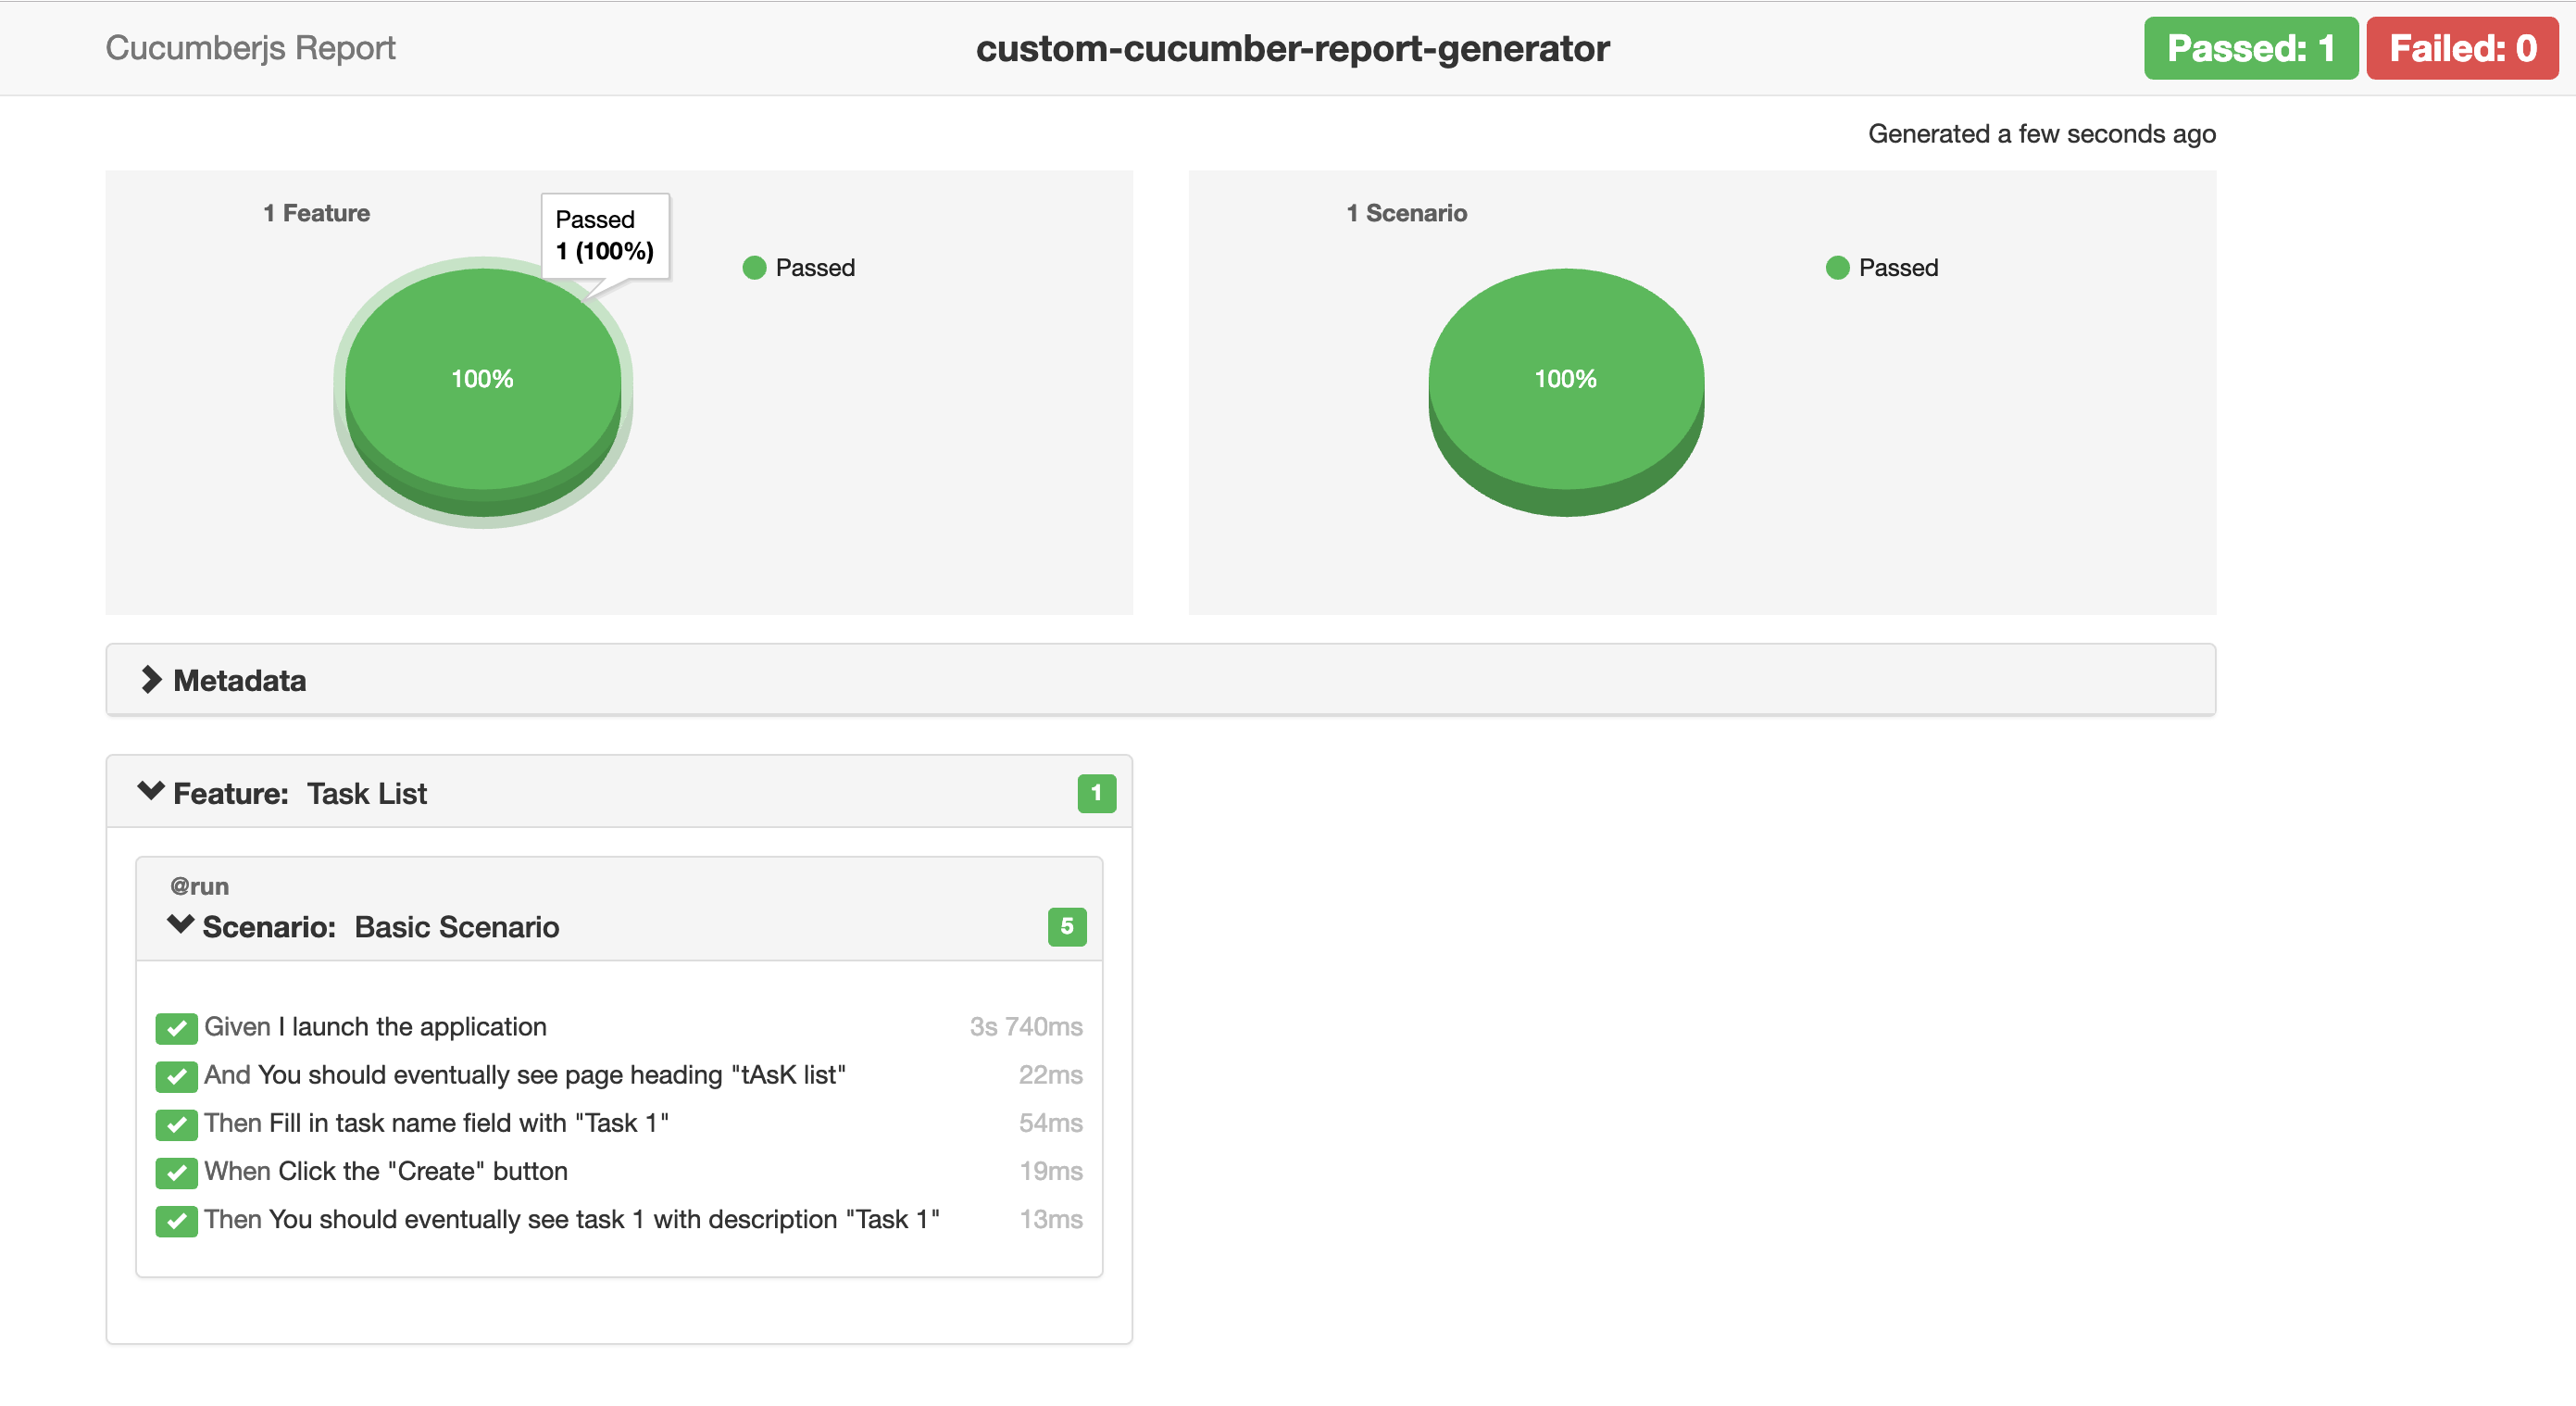 Cucumberjs Report
custom-cucumber-report-generator
Passed: 1
Failed: 0
Generated a few seconds ago
1 Feature
Passed
1 (100%)
Passed
100%
1 Scenario
Passed
100%
Metadata
Feature: Task List
1
@run
Scenario: Basic Scenario
5
Given I launch the application 3s 740ms
And You should eventually see page heading "tAsK list" 22ms
Then Fill in task name field with "Task 1" 54ms
When Click the "Create" button 19ms
Then You should eventually see task 1 with description "Task 1" 13ms